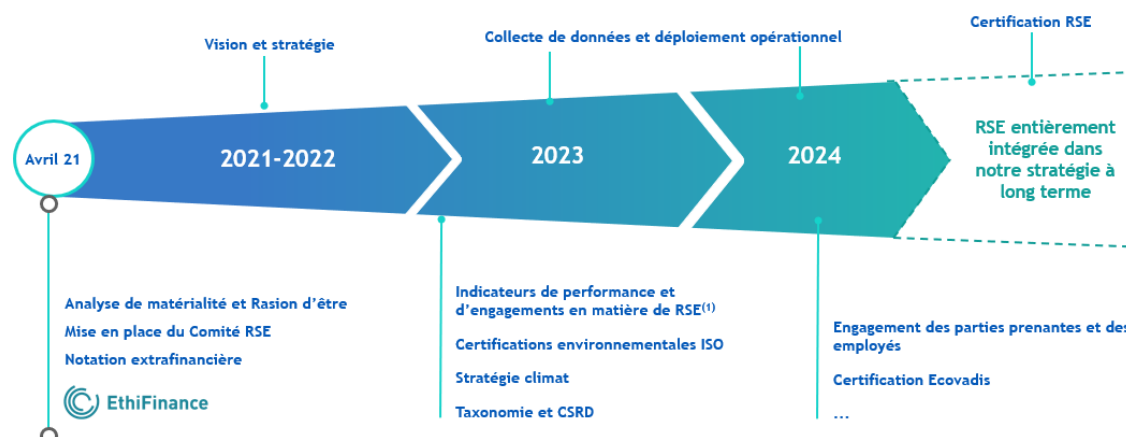 Certification RSE
Vision et stratégie
Collecte de données et déploiement opérationnel
Avril 21
2021-2022
2023
2024
RSE entièrement
intégrée dans
notre stratégie à
long terme
Analyse de matérialité et Rasion d'être
Mise en place du Comité RSE
Notation extrafinancière
EthiFinance
Indicateurs de performance et
d'engagements en matière de RSE(1)
Certifications environnementales ISO
Stratégie climat
Taxonomie et CSRD
Engagement des parties prenantes et des
employés
Certification Ecovadis
...